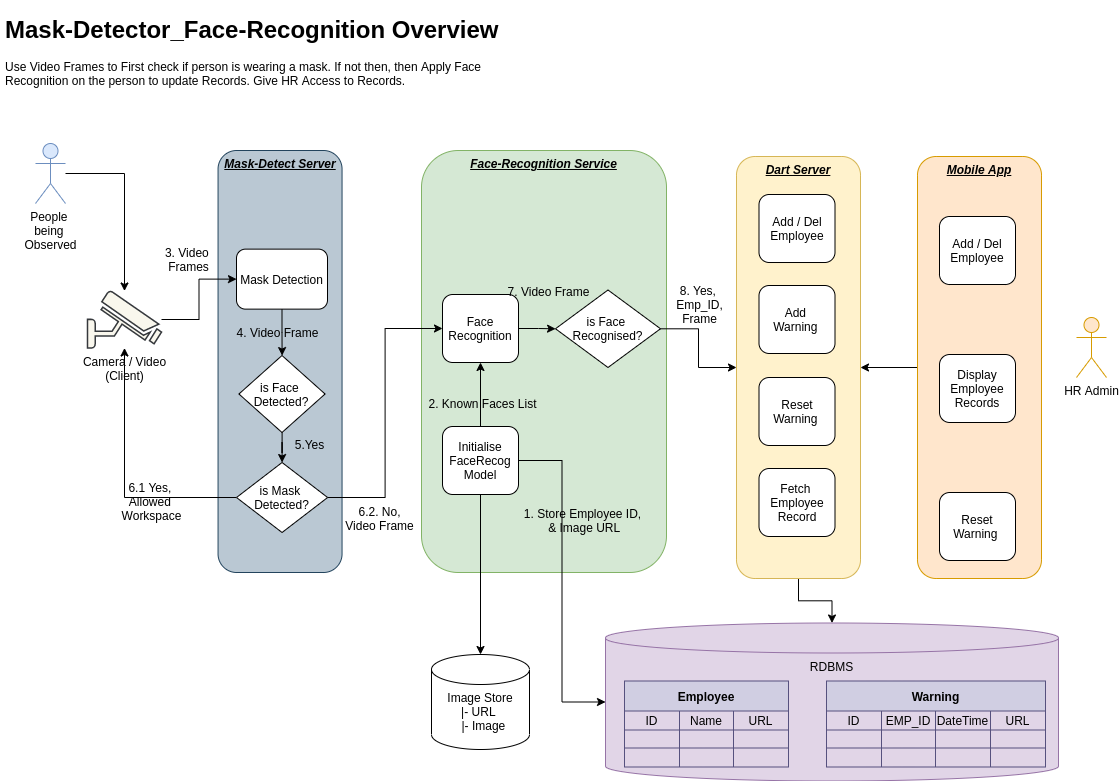 Mask-Detector_Face-Recognition Overview
Use Video Frames to First check if person is wearing a mask. If not then, then Apply Face
Recognition on the person to update Records. Give HR Access to Records.
People
being
Observed
Camera / Video
(Client)
3. Video
Frames
Mask-Detect Server
Mask Detection
4. Video Frame
is Face
Detected?
5.Yes
is Mask
Detected?
6.1 Yes,
Allowed
Workspace
6.2. No,
Video Frame
Face-Recognition Service
7. Video Frame
Face
Recognition
is Face
Recognised?
2. Known Faces List
Initialise
FaceRecog
Model
1. Store Employee ID,
& Image URL
8. Yes,
Emp_ID,
Frame
Dart Server
Add / Del
Employee
Add
Warning
Reset
Warning
Fetch
Employee
Record
Mobile App
Add / Del
Employee
Display
Employee
Records
Reset
Warning
HR Admin
Image Store
|- URL
|- Image
RDBMS
Employee
ID Name URL
Warning
ID EMP_ID DateTime URL